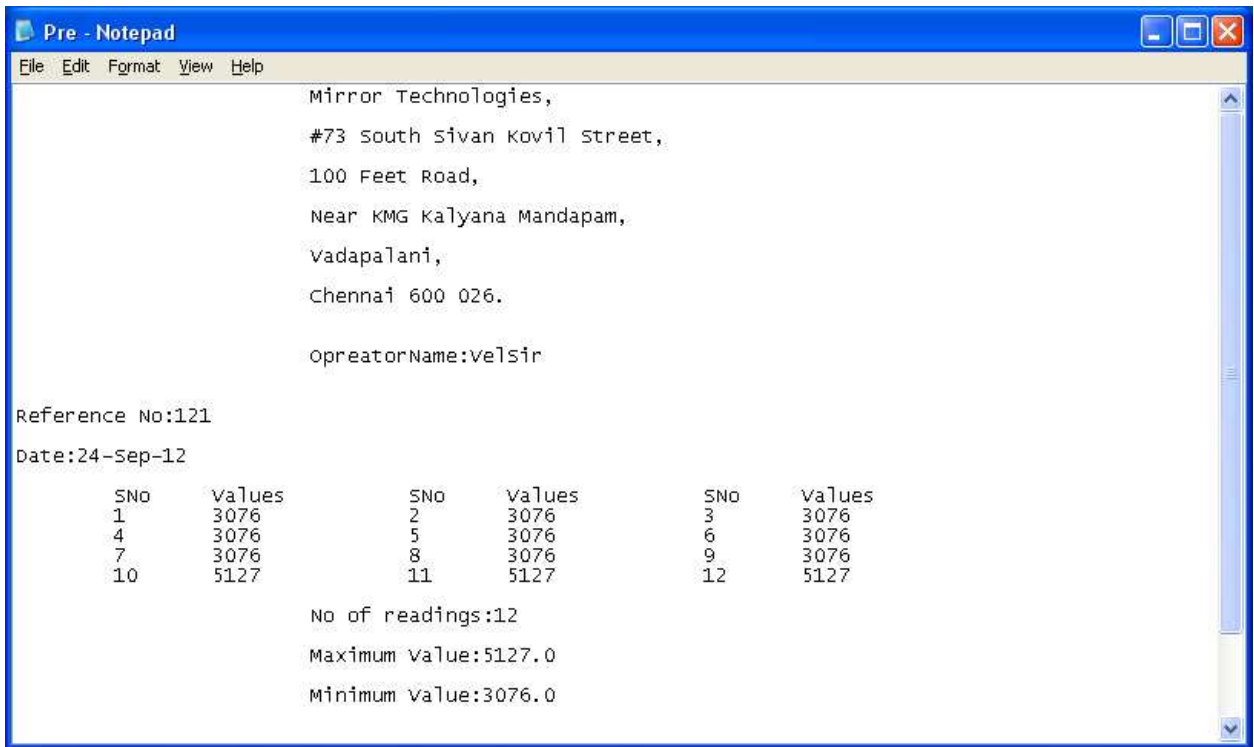 Pre - Notepad
File Edit Format View Help
Mirror Technologies,
#73 South Sivan Kovil Street,
100 Feet Road,
Near KMG Kalyana Mandapam,
Vadapalani,
Chennai 600 026.
OpreatorName:VelSir
Reference No:121
Date:24-Sep-12
SNo Values SNo Values SNo Values
1 3076 2 3076 3 3076
4 3076 5 3076 6 3076
7 3076 8 3076 9 3076
10 5127 11 5127 12 5127
No of readings:12
Maximum Value:5127.0
Minimum Value:3076.0